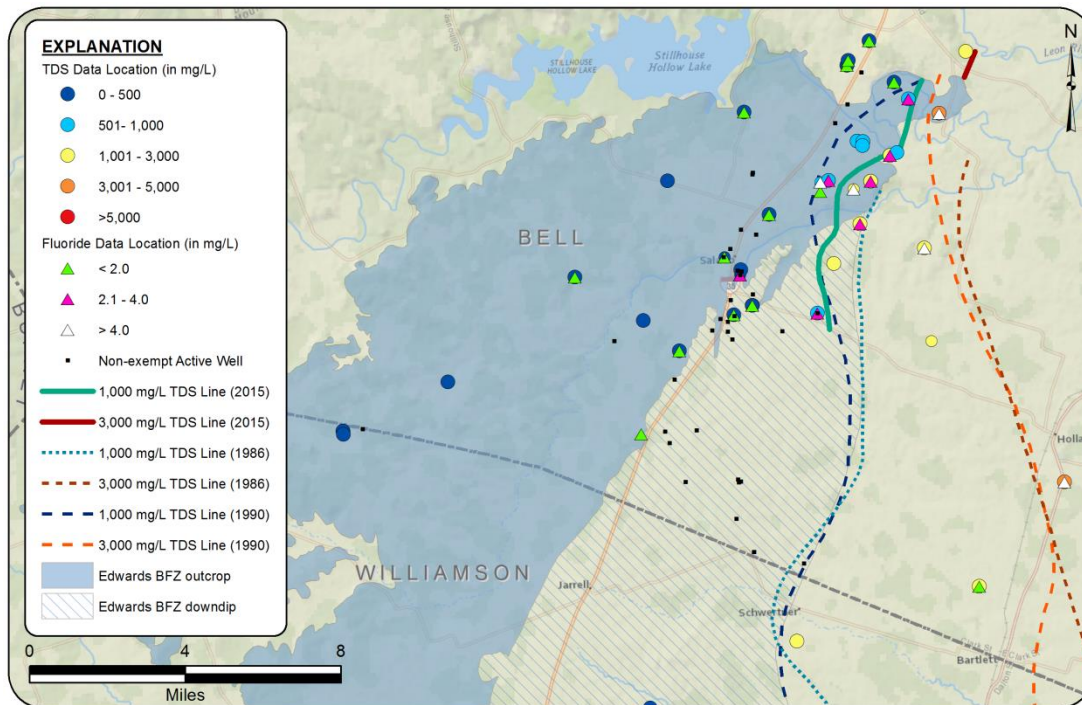 EXPLANATION
TDS Data Location (in mg/L)
0 - 500
501- 1,000
1,001 - 3,000
3,001 - 5,000
>5,000
Fluoride Data Location (in mg/L)
< 2.0
2.1 - 4.0
> 4.0
Non-exempt Active Well
1,000 mg/L TDS Line (2015)
3,000 mg/L TDS Line (2015)
1,000 mg/L TDS Line (1986)
3,000 mg/L TDS Line (1986)
1,000 mg/L TDS Line (1990)
3,000 mg/L TDS Line (1990)
Edwards BFZ outcrop
Edwards BFZ downdip
0
4
8
Miles
N
STILLHOUSE
HOLLOW LAKE
Stillhouse
Hollow Lake
Leon
BELL
WILLIAMSON
Jarrell
Schwertner
Bartlett